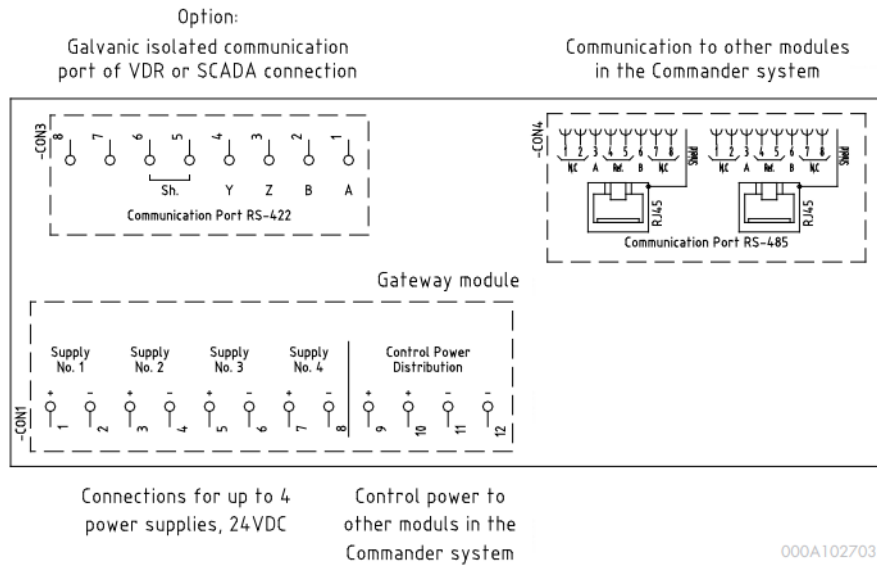 Option:
Galvanic isolated communication
port of VDR or SCADA connection
Communication to other modules
in the Commander system
-CON3
8 7 6 5 4 3 2 1
Sh. Y Z B A
Communication Port RS-422
-CON4
1 2 3 4 5 6 7 8 Shield 1 2 3 4 5 6 7 8 Shield
N,C A Ref. B N,C N,C A Ref. B N,C
RJ45 RJ45
Communication Port RS-485
Gateway module
-CON1
Supply Supply Supply Supply Control Power
No. 1 No. 2 No. 3 No. 4 Distribution
+ - + - + - + - + + - -
1 2 3 4 5 6 7 8 9 10 11 12
Connections for up to 4
power supplies, 24VDC
Control power to
other moduls in the
Commander system
000A102703